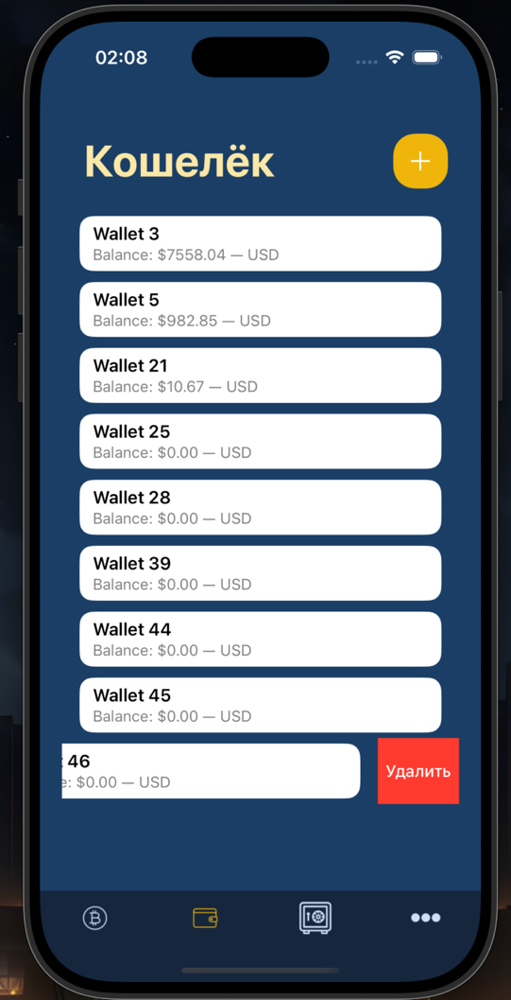 02:08
Кошелёк
Wallet 3
Balance: $7558.04 — USD
Wallet 5
Balance: $982.85 — USD
Wallet 21
Balance: $10.67 — USD
Wallet 25
Balance: $0.00 — USD
Wallet 28
Balance: $0.00 — USD
Wallet 39
Balance: $0.00 — USD
Wallet 44
Balance: $0.00 — USD
Wallet 45
Balance: $0.00 — USD
46
e: $0.00 — USD
Удалить